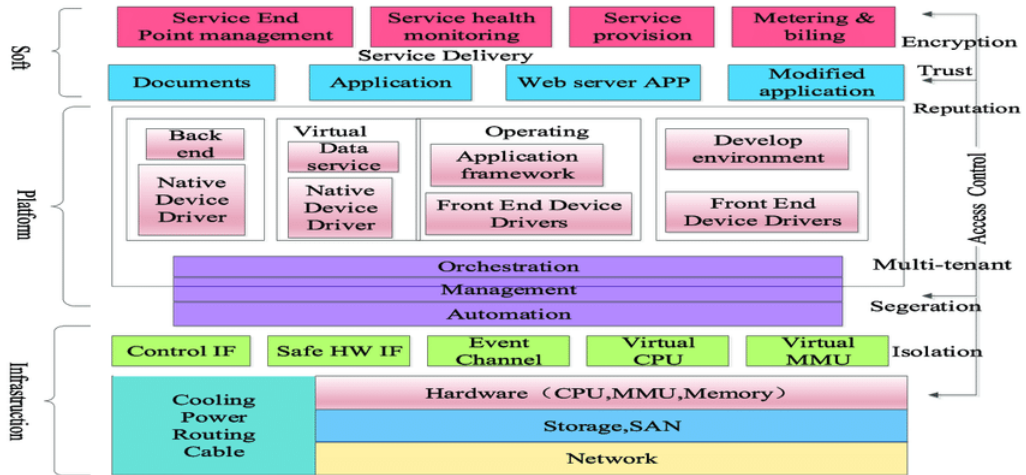 Service End
Point management
Service health
monitoring
Service
provision
Metering &
biling
Encryption
Soft
Service Delivery
Documents
Application
Web server APP
Modified
application
Trust
Reputation
Back
end
Native
Device
Driver
Virtual
Data
service
Native
Device
Driver
Operating
Application
framework
Front End Device
Drivers
Develop
environment
Front End
Device Drivers
Platform
Access Control
Orchestration
Management
Automation
Multi-tenant
Segeration
Control IF
Safe HW IF
Event
Channel
Virtual
CPU
Virtual
MMU
Isolation
Infrastruction
Cooling
Power
Routing
Cable
Hardware（CPU,MMU,Memory）
Storage,SAN
Network